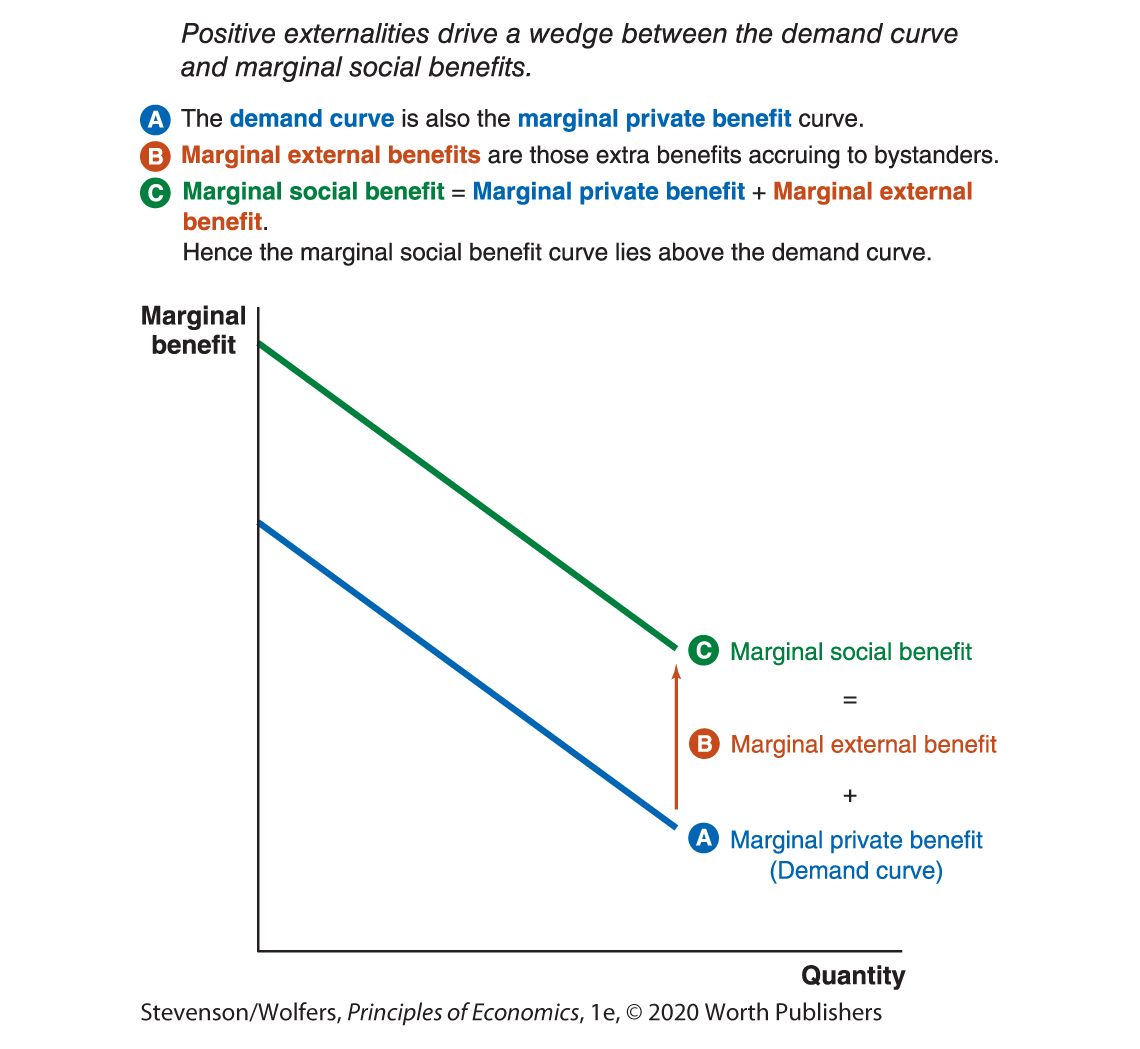 Positive externalities drive a wedge between the demand curve
and marginal social benefits.
A The demand curve is also the marginal private benefit curve.
B Marginal external benefits are those extra benefits accruing to bystanders.
C Marginal social benefit = Marginal private benefit + Marginal external
benefit.
Hence the marginal social benefit curve lies above the demand curve.
Marginal
benefit
C Marginal social benefit
=
B Marginal external benefit
+
A Marginal private benefit
(Demand curve)
Quantity
Stevenson/Wolfers, Principles of Economics, 1e, © 2020 Worth Publishers